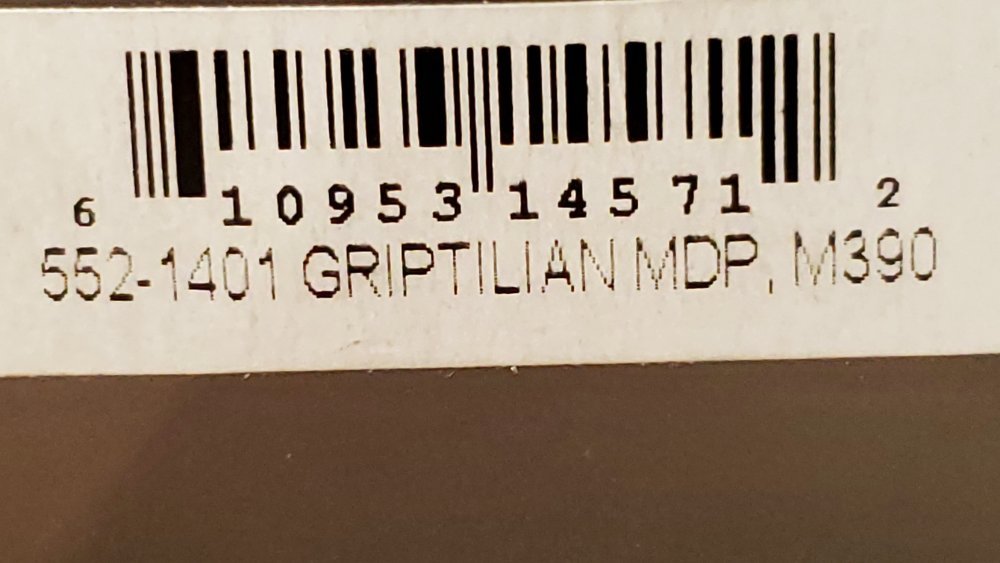 6 10953 14571 2
552-1401 GRIPTILIAN MDP, M390